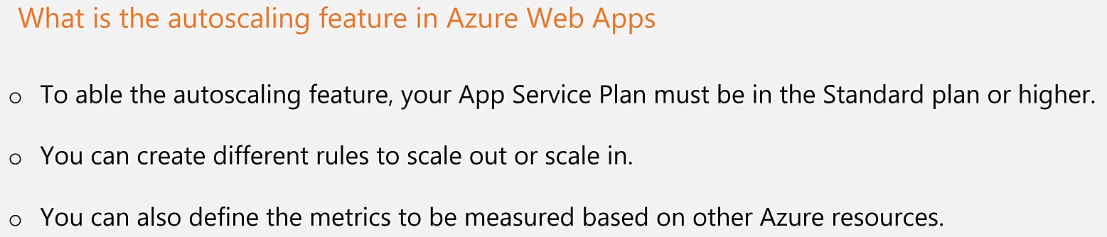 What is the autoscaling feature in Azure Web Apps
o To able the autoscaling feature, your App Service Plan must be in the Standard plan or higher.
o You can create different rules to scale out or scale in.
o You can also define the metrics to be measured based on other Azure resources.